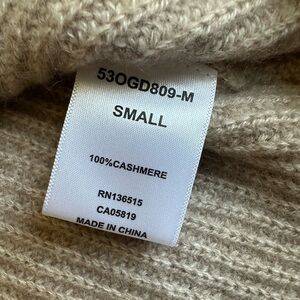 53OGD809-M
SMALL
100%CASHMERE
RN136515
CA05819
MADE IN CHINA